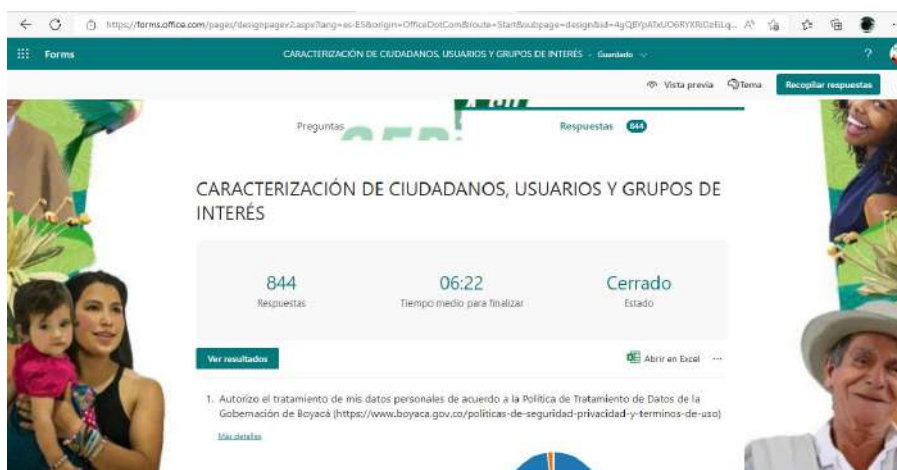 Forms
CARACTERIZACIÓN DE CIUDADANOS, USUARIOS Y GRUPOS DE INTERÉS - Guardado
?
Vista previa
Tema
Recopilar respuestas
Preguntas
Respuestas 844
CARACTERIZACIÓN DE CIUDADANOS, USUARIOS Y GRUPOS DE
INTERÉS
844
Respuestas
06:22
Tiempo medio para finalizar
Cerrado
Estado
Ver resultados
Abrir en Excel
1. Autorizo el tratamiento de mis datos personales de acuerdo a la Política de Tratamiento de Datos de la
Gobernación de Boyacá (https://www.boyaca.gov.co/politicas-de-seguridad-privacidad-y-terminos-de-uso)
Más detalles